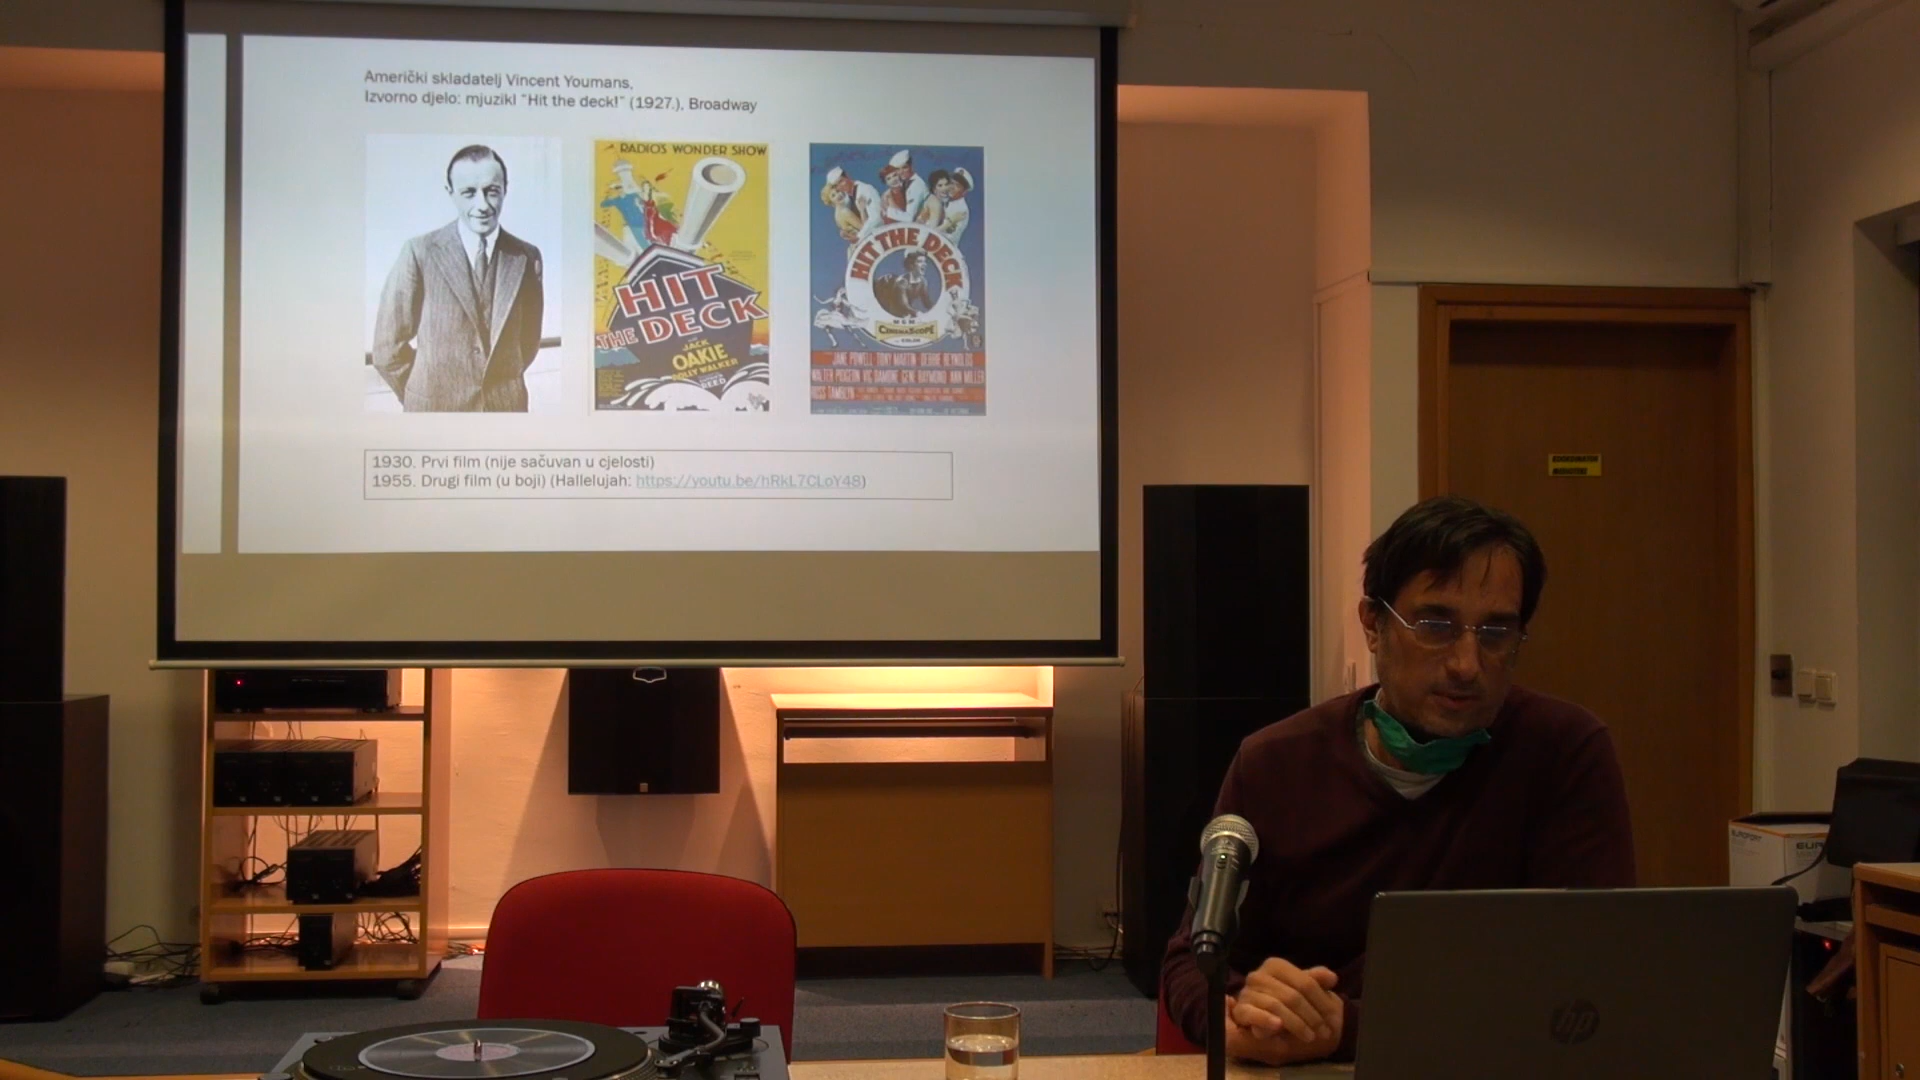 Američki skladatelj Vincent Youmans,
Izvorno djelo: mjuzikl "Hit the deck!" (1927.), Broadway
RADIO'S WONDER SHOW
HIT
THE DECK
JACK
OAKIE
POLLY WALKER
REED
HIT THE DECK
MGM
CINEMASCOPE
JANE POWELL TONY MARTIN DEBBIE REYNOLDS
WALTER PIDGEON VIC DAMONE GENE RAYMOND ANN MILLER
RUSS TAMBLYN
1930. Prvi film (nije sačuvan u cjelosti)
1955. Drugi film (u boji) (Hallelujah: https://youtu.be/hRkL7CLoY48)
hp